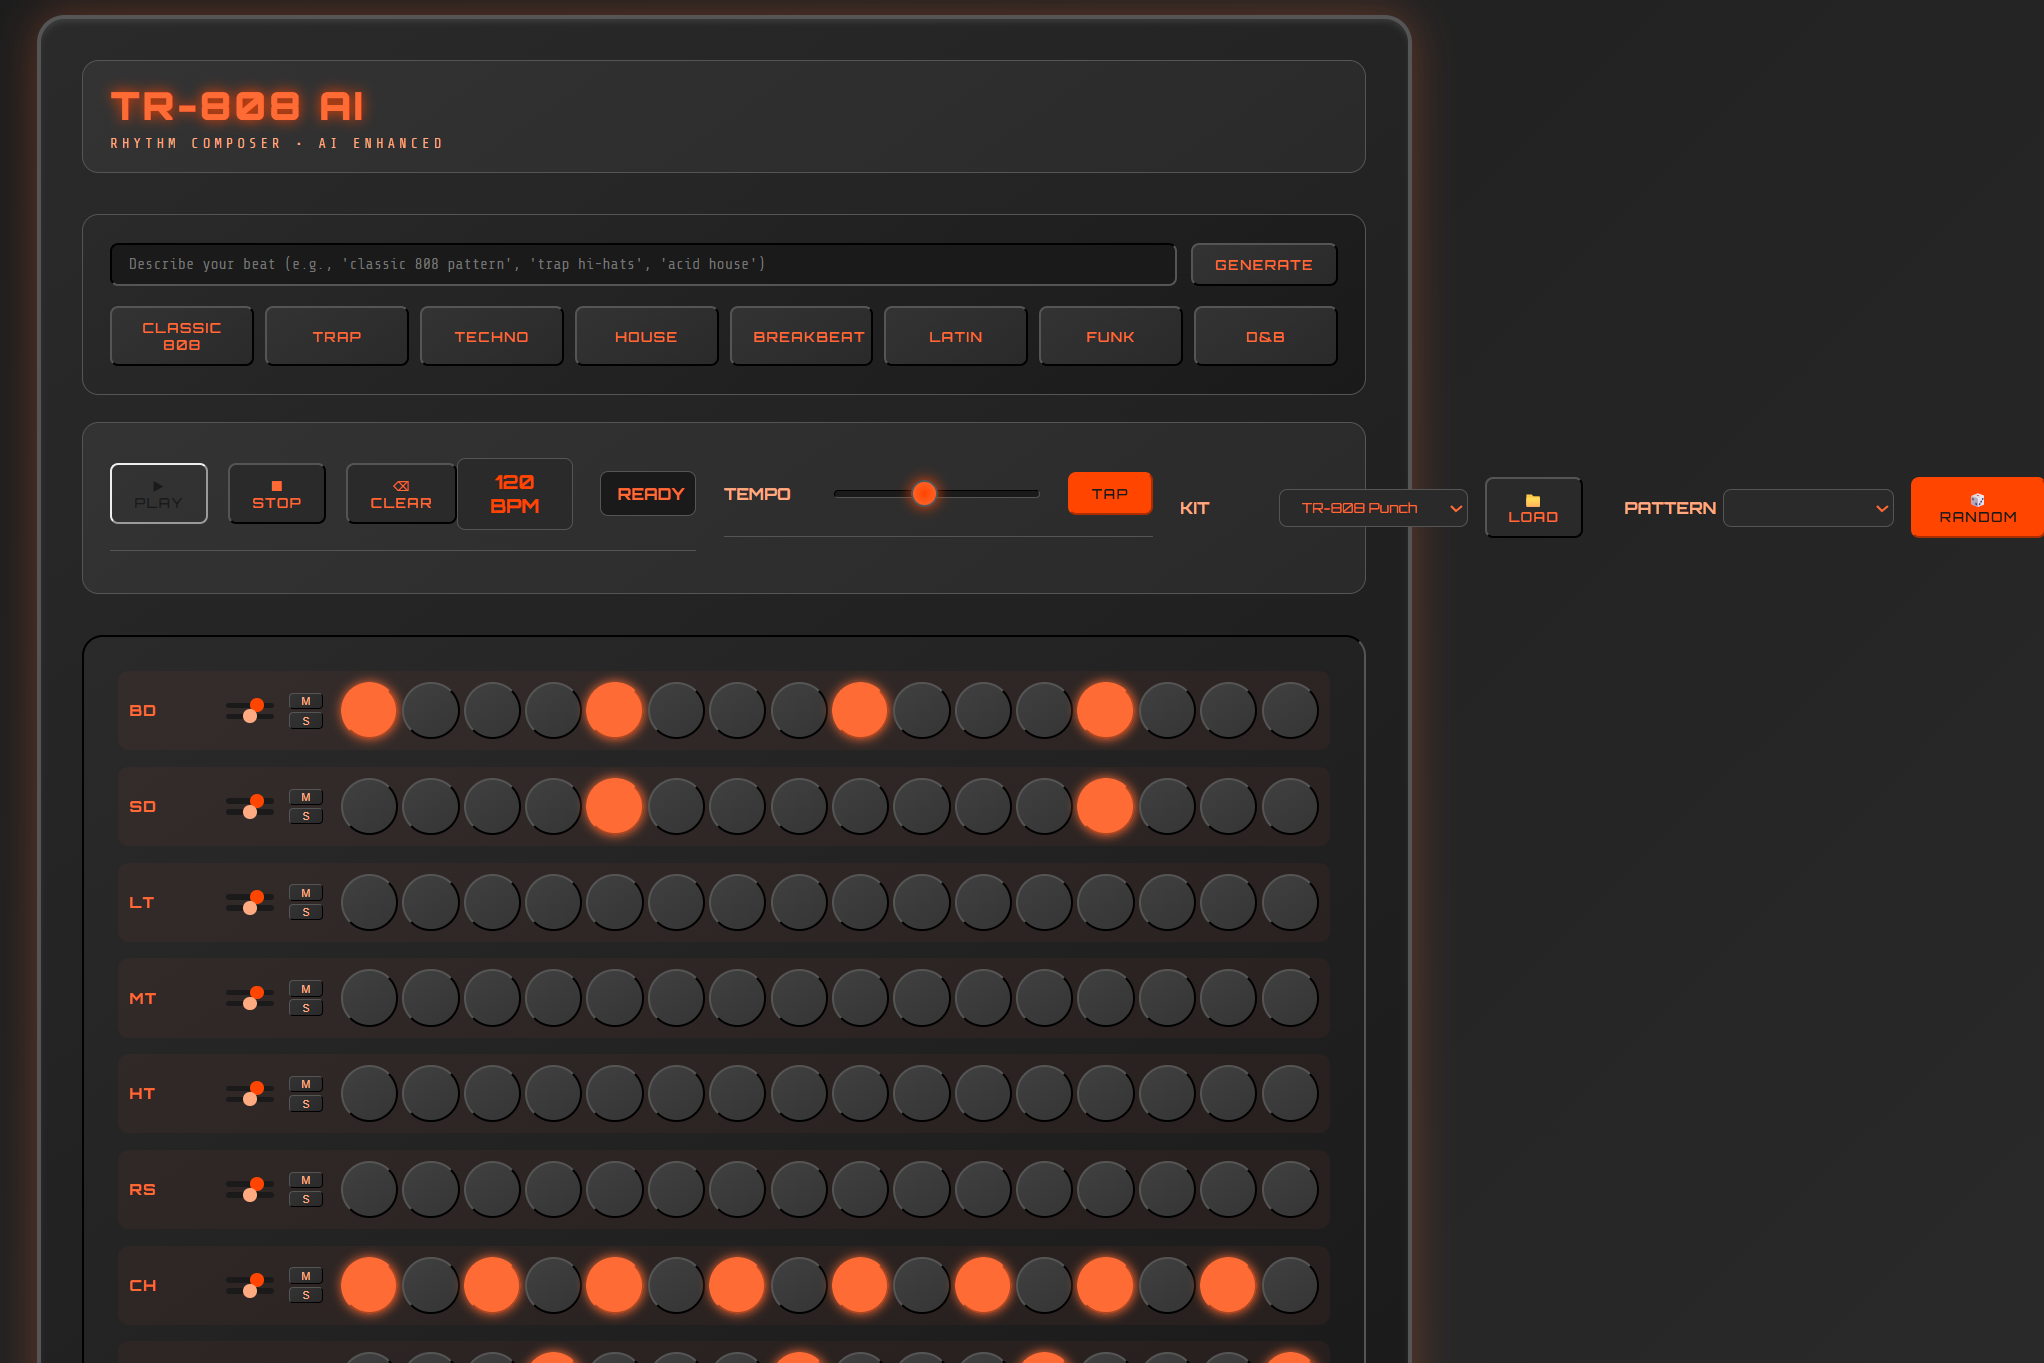 TR-808 AI
RHYTHM COMPOSER · AI ENHANCED
Describe your beat (e.g., 'classic 808 pattern', 'trap hi-hats', 'acid house')
GENERATE
CLASSIC
808
TRAP
TECHNO
HOUSE
BREAKBEAT
LATIN
FUNK
D&B
PLAY
STOP
CLEAR
120
BPM
READY
TEMPO
TAP
KIT
TR-808 Punch
LOAD
PATTERN
RANDOM
BD
M
S
SD
M
S
LT
M
S
MT
M
S
HT
M
S
RS
M
S
CH
M
S